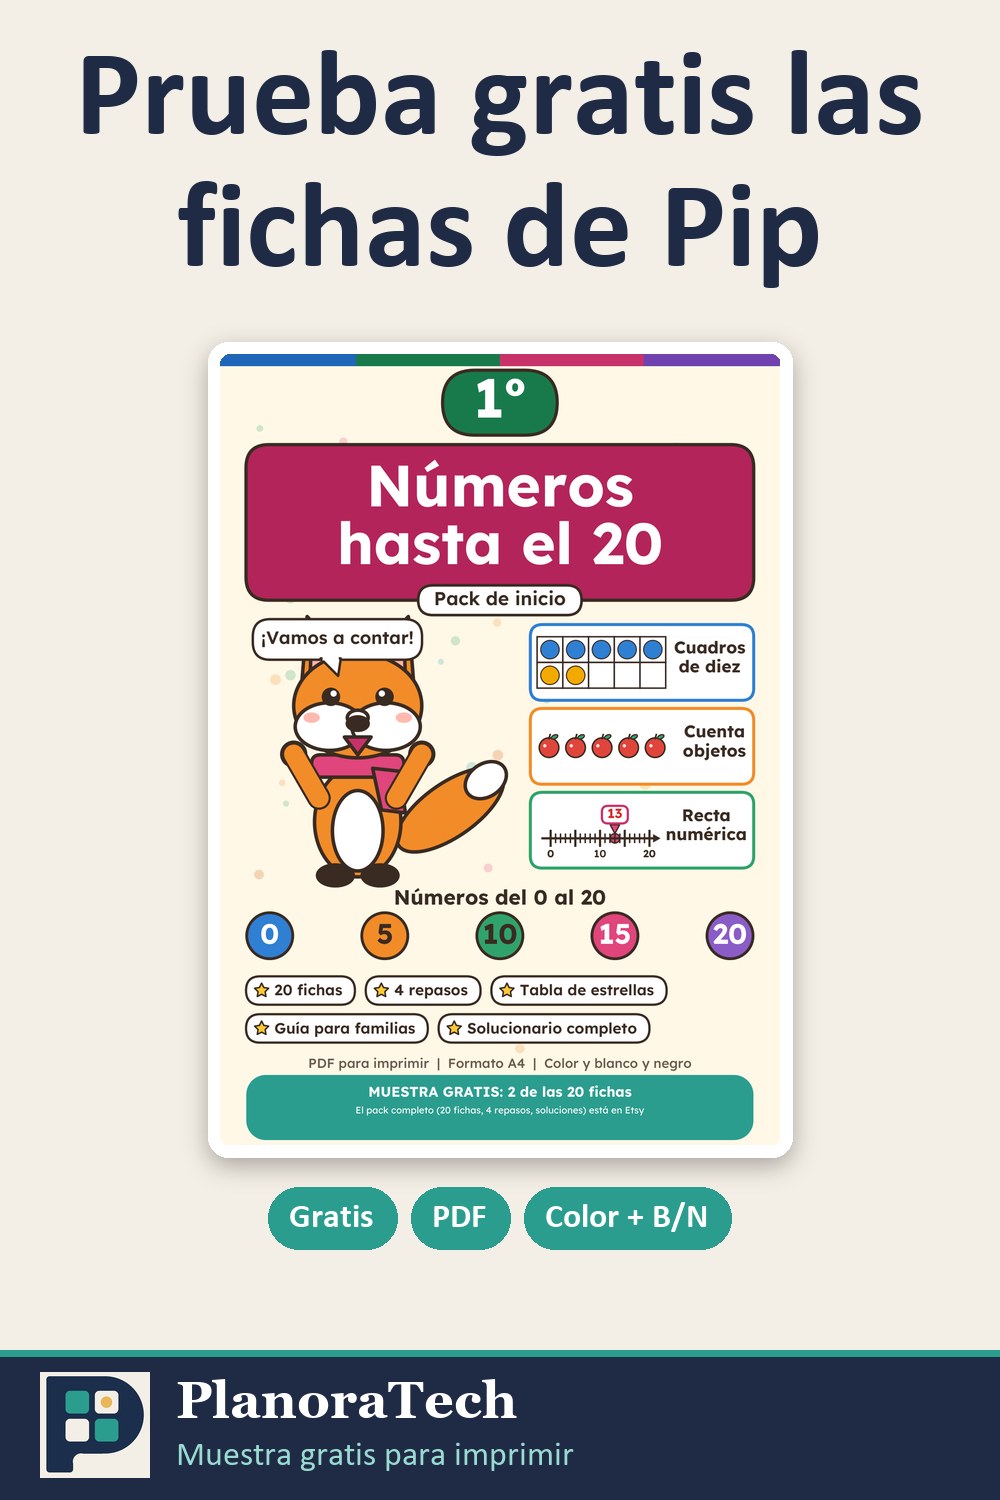 Prueba gratis las
fichas de Pip
1º
Números
hasta el 20
Pack de inicio
¡Vamos a contar!
Cuadros
de diez
Cuenta
objetos
13
0 10 20
Recta
numérica
Números del 0 al 20
0 5 10 15 20
20 fichas 4 repasos Tabla de estrellas
Guía para familias Solucionario completo
PDF para imprimir | Formato A4 | Color y blanco y negro
MUESTRA GRATIS: 2 de las 20 fichas
El pack completo (20 fichas, 4 repasos, soluciones) está en Etsy
Gratis PDF Color + B/N
PlanoraTech
Muestra gratis para imprimir